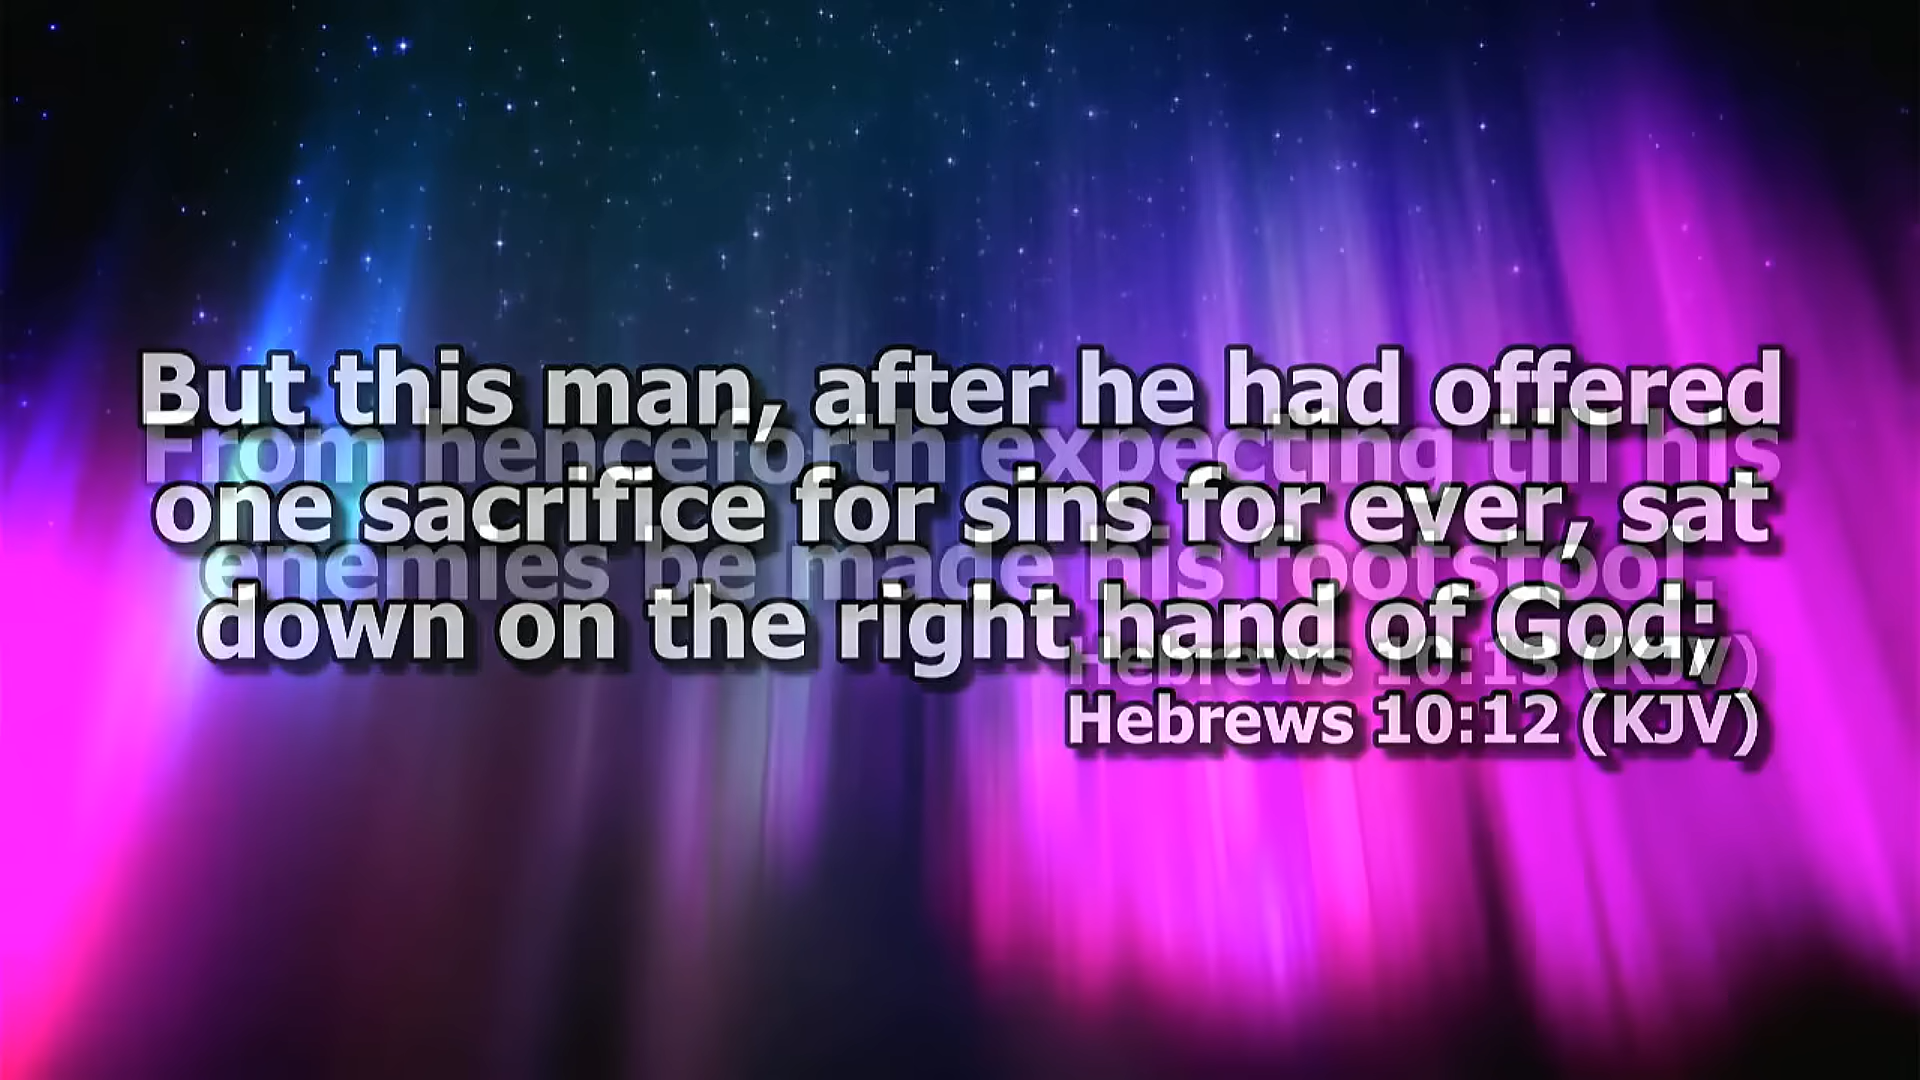 But this man, after he had offered
one sacrifice for sins for ever, sat
down on the right hand of God;
Hebrews 10:12 (KJV)
From henceforth expecting till his
enemies be made his footstool.
Hebrews 10:13 (KJV)